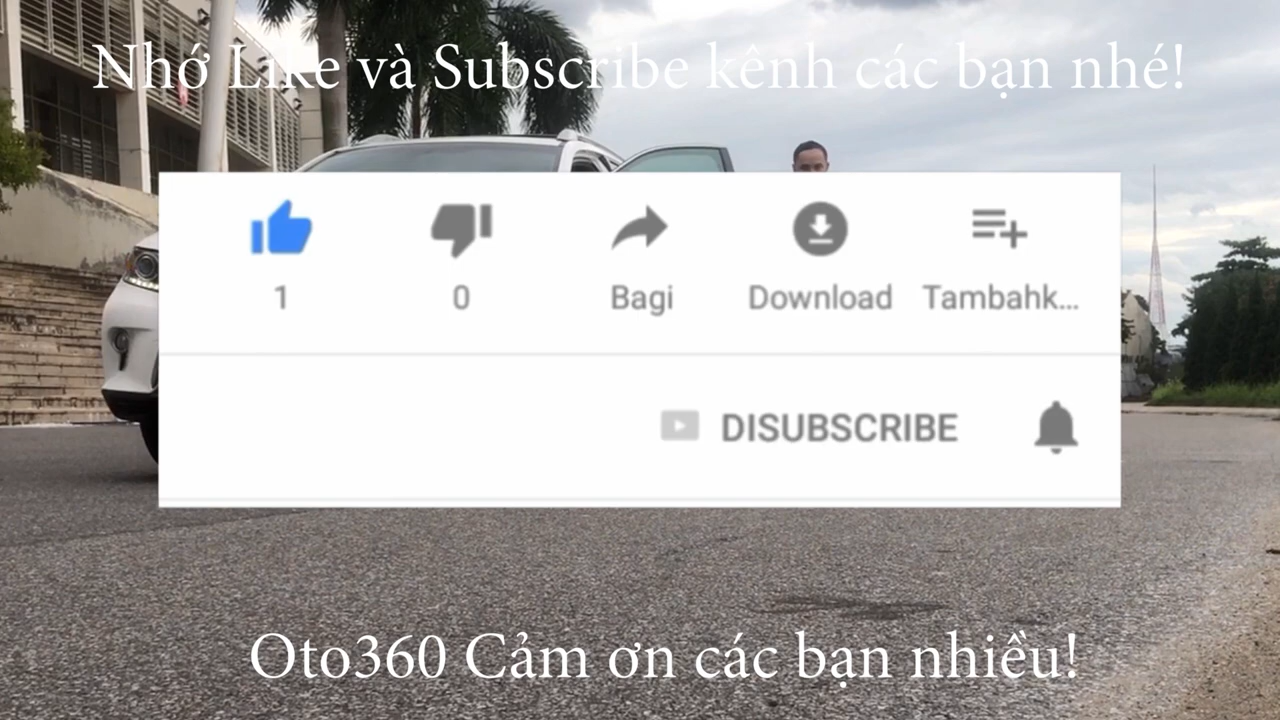 Nhớ Like và Subscribe kênh các bạn nhé!
1 0 Bagi Download Tambahk...
DISUBSCRIBE
Oto360 Cảm ơn các bạn nhiều!